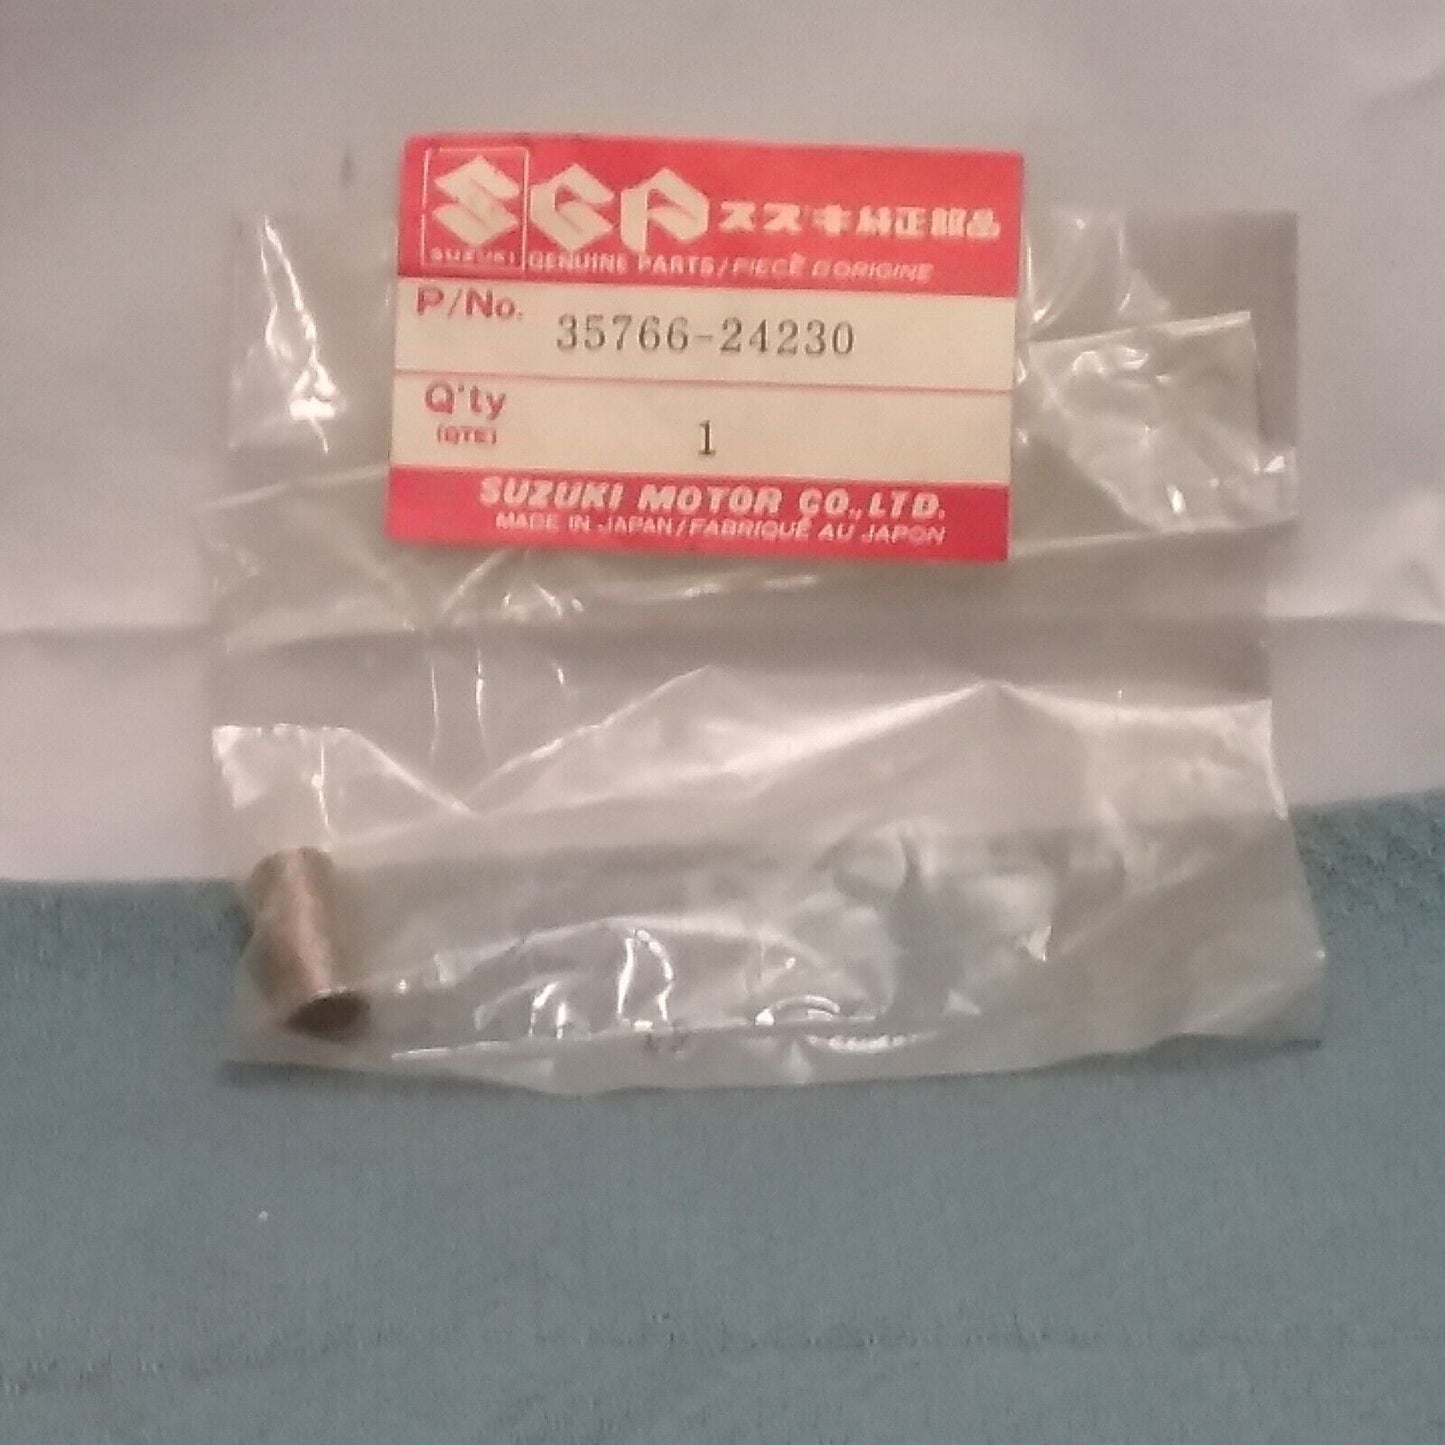 SGP スズキ純正部品
SUZUKI GENUINE PARTS/PIECE D'ORIGINE
P/No. 35766-24230
Q'ty 1
(QTE)
SUZUKI MOTOR CO., LTD.
MADE IN JAPAN/FABRIQUÉ AU JAPON